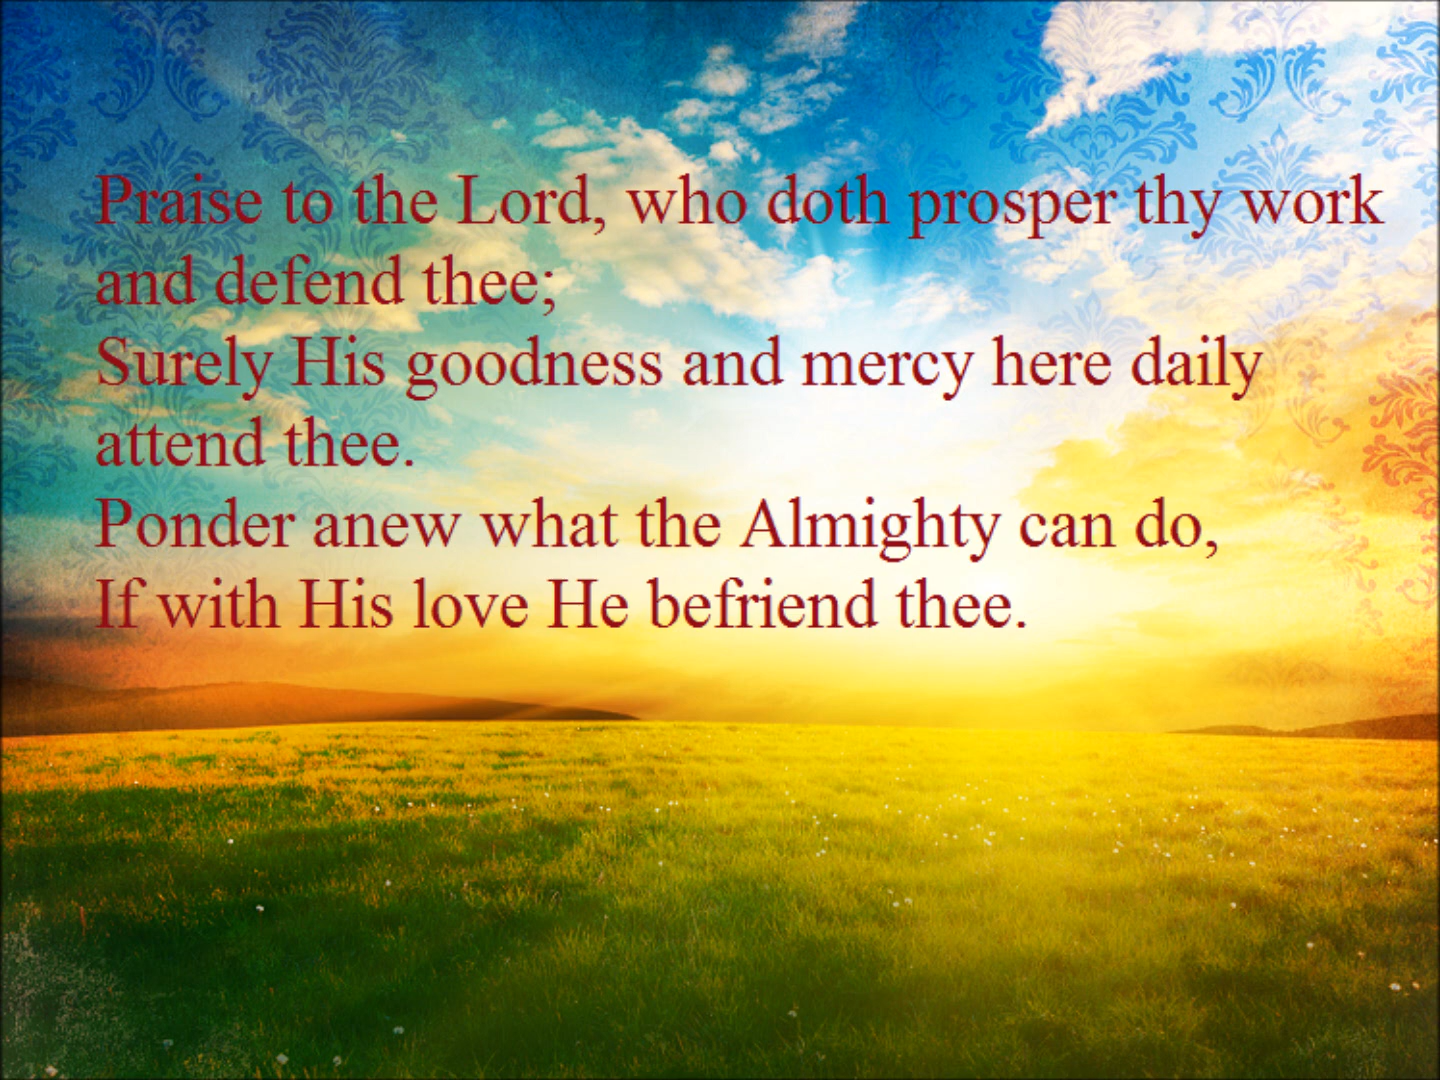 Praise to the Lord, who doth prosper thy work
and defend thee;
Surely His goodness and mercy here daily
attend thee.
Ponder anew what the Almighty can do,
If with His love He befriend thee.